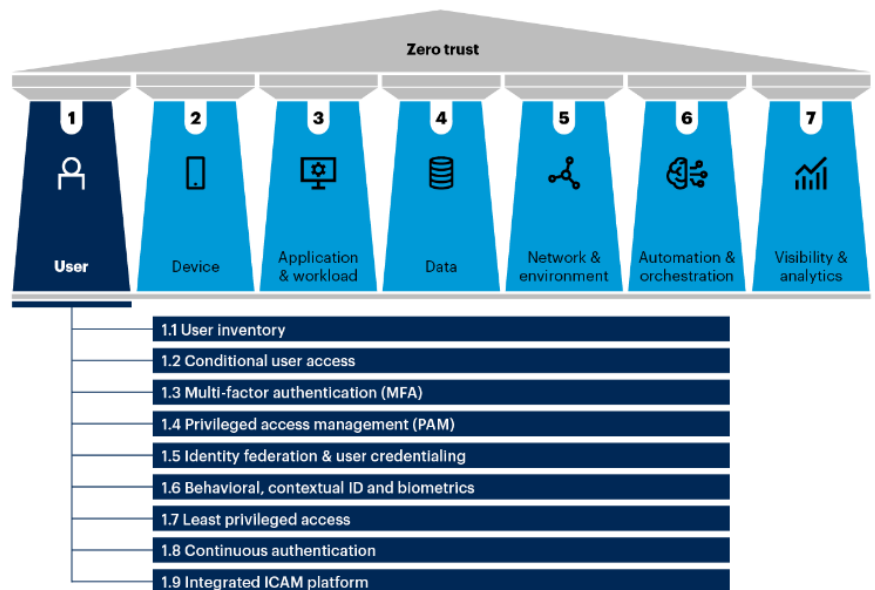 Zero trust
1
2
3
4
5
6
7
User
Device
Application
& workload
Data
Network &
environment
Automation &
orchestration
Visibility &
analytics
1.1 User inventory
1.2 Conditional user access
1.3 Multi-factor authentication (MFA)
1.4 Privileged access management (PAM)
1.5 Identity federation & user credentialing
1.6 Behavioral, contextual ID and biometrics
1.7 Least privileged access
1.8 Continuous authentication
1.9 Integrated ICAM platform